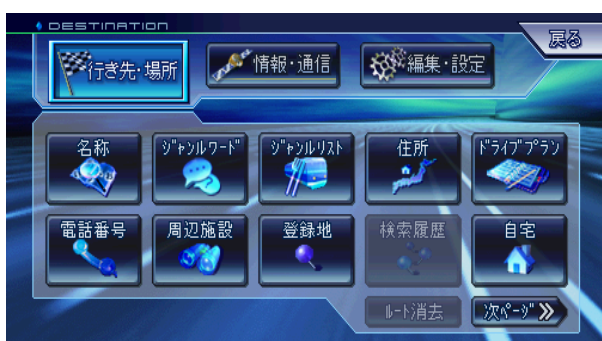 DESTINATION
戻る
行き先・場所
情報・通信
編集・設定
名称
ジャンルワード
ジャンルリスト
住所
ドライブプラン
電話番号
周辺施設
登録地
検索履歴
自宅
ルート消去
次ページ